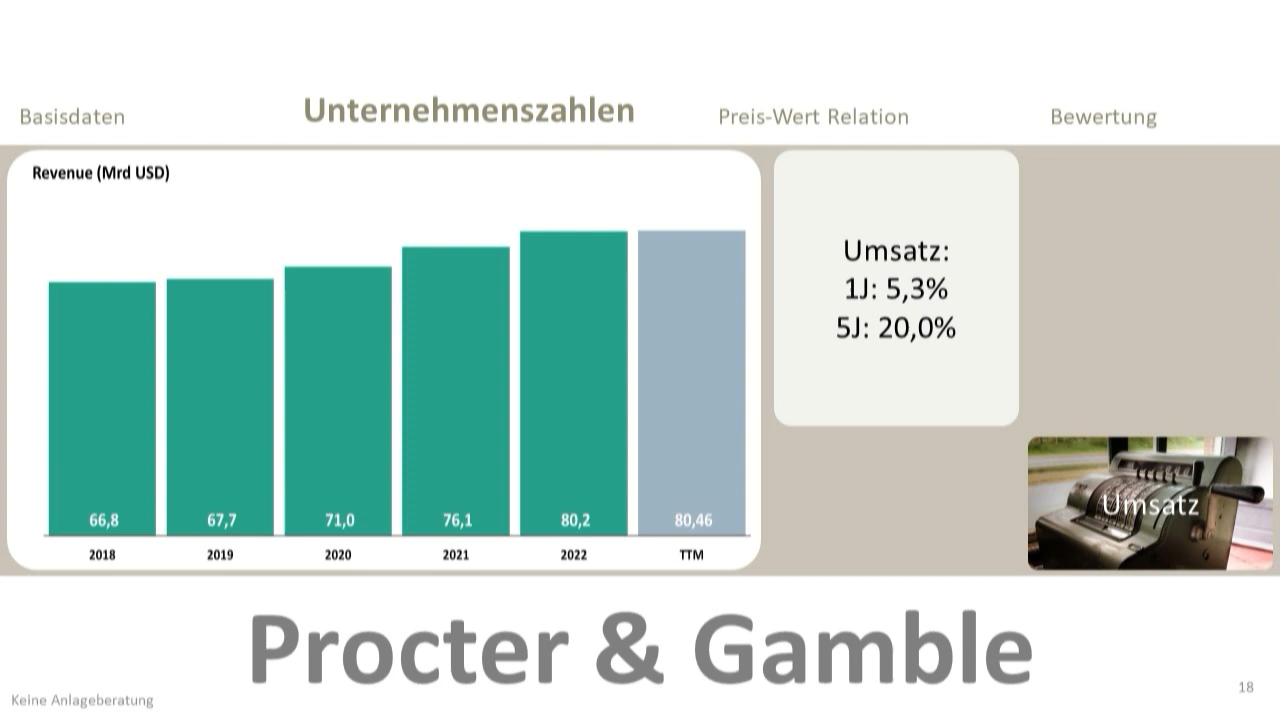 Basisdaten
Unternehmenszahlen
Preis-Wert Relation
Bewertung
Revenue (Mrd USD)
66,8
67,7
71,0
76,1
80,2
80,46
2018
2019
2020
2021
2022
TTM
Umsatz:
1J: 5,3%
5J: 20,0%
Umsatz
Procter & Gamble
Keine Anlageberatung
18